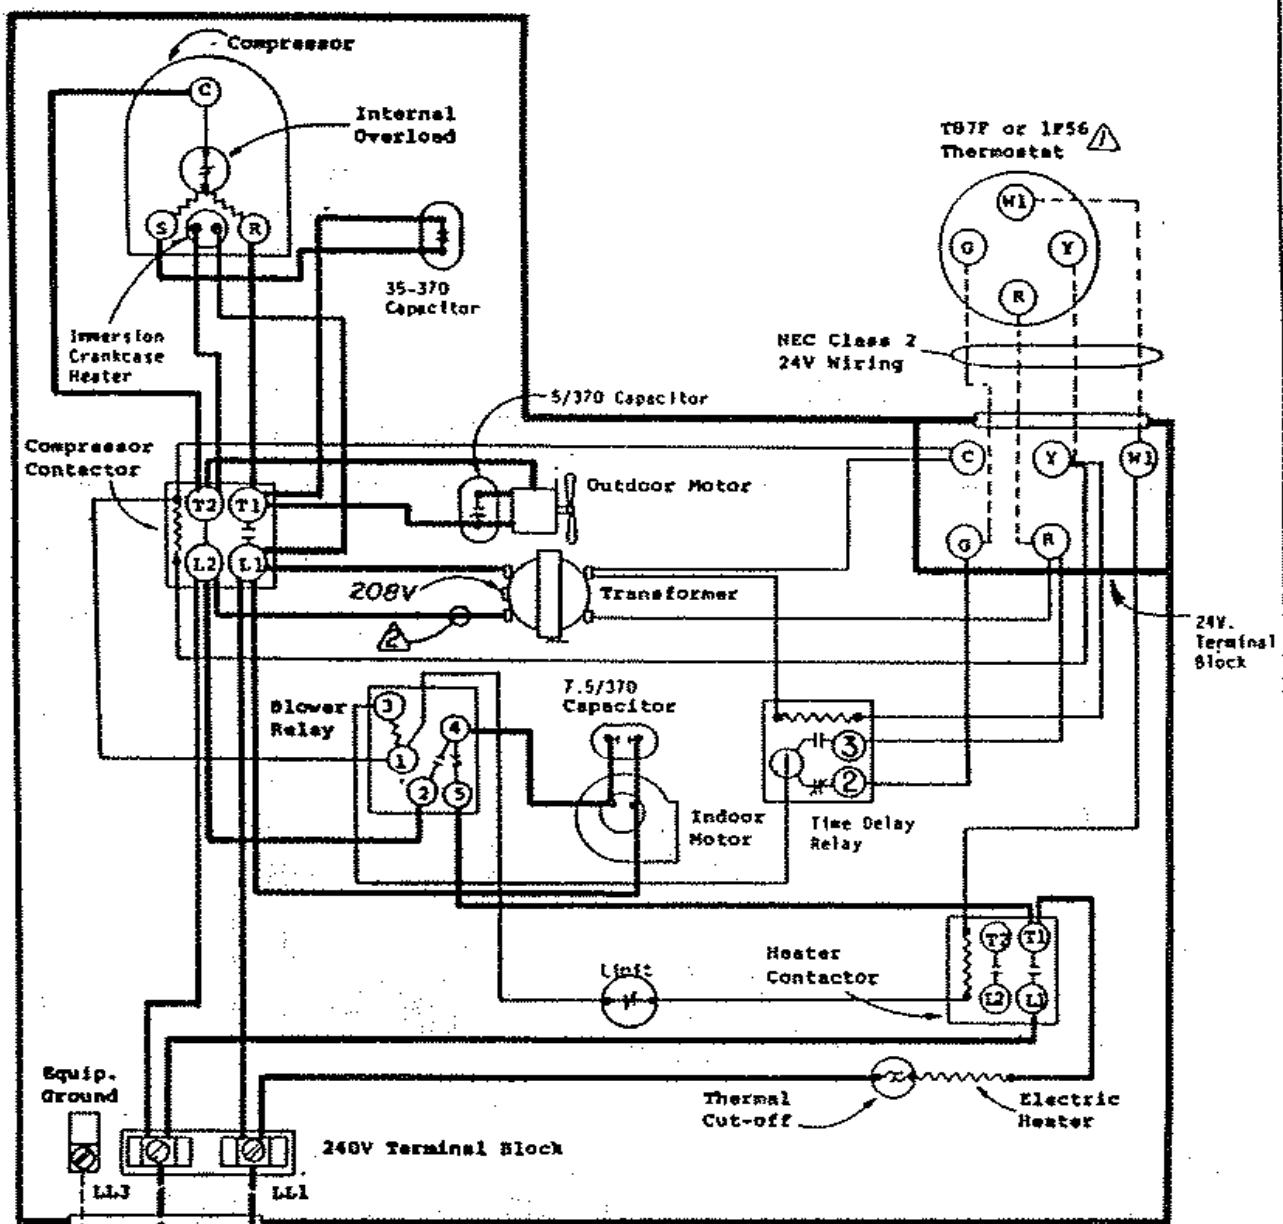 Compressor
C
Internal
Overload
S
R
35-370
Capacitor
Immersion
Crankcase
Heater
T87F or 1F56
1
Thermostat
W1
G
Y
R
NEC Class 2
24V Wiring
5/370 Capacitor
Compressor
Contactor
T2
T1
L2
L1
Outdoor Motor
C
Y
W1
G
R
208V
Transformer
2
24V.
Terminal
Block
Blower
Relay
3
4
1
2
5
7.5/370
Capacitor
Indoor
Motor
3
2
Time Delay
Relay
Heater
Contactor
T2
T1
L2
L1
Limit
Equip.
Ground
Thermal
Cut-off
Electric
Heater
240V Terminal Block
LL3
LL1